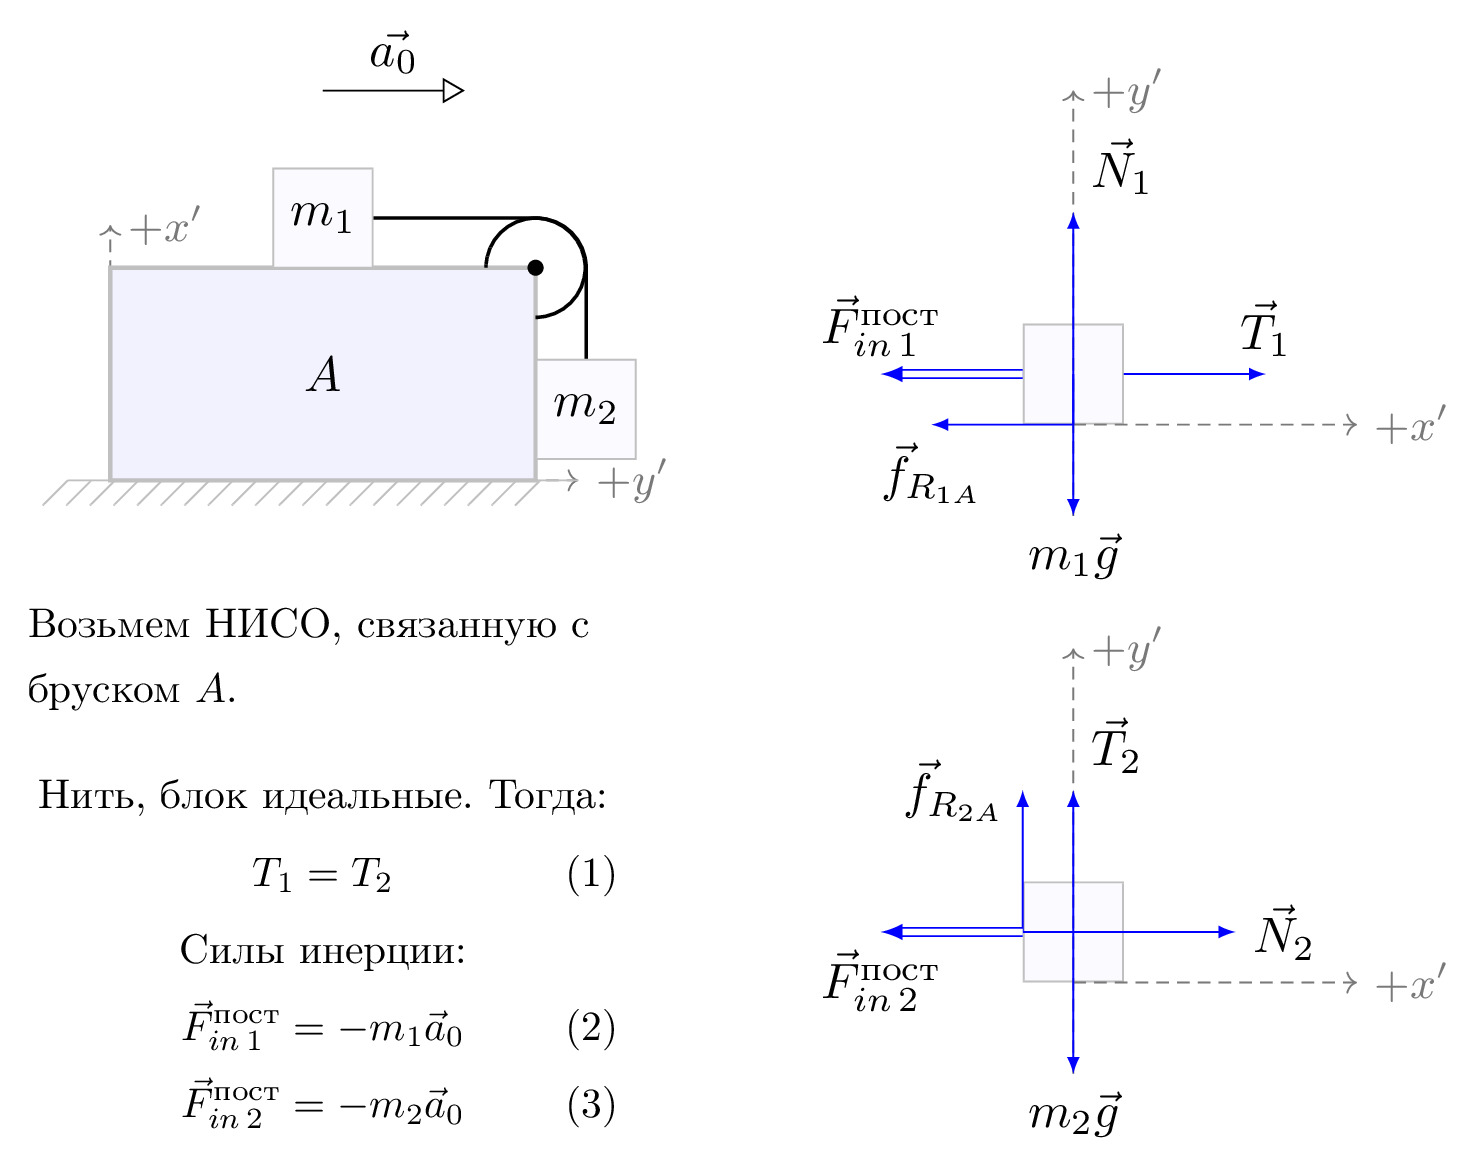 $\vec{a_0}$
$m_1$
$+x'$
$A$
$m_2$
$+y'$
Возьмем НИСО, связанную с
бруском $A$.
Нить, блок идеальные. Тогда:
$T_1 = T_2$ (1)
Силы инерции:
$\vec{F}_{in\,1}^{\text{пост}} = -m_1\vec{a}_0$ (2)
$\vec{F}_{in\,2}^{\text{пост}} = -m_2\vec{a}_0$ (3)
$+y'$
$\vec{N}_1$
$\vec{F}_{in\,1}^{\text{пост}}$
$\vec{T}_1$
$+x'$
$\vec{f}_{R_{1A}}$
$m_1\vec{g}$
$+y'$
$\vec{T}_2$
$\vec{f}_{R_{2A}}$
$\vec{N}_2$
$\vec{F}_{in\,2}^{\text{пост}}$
$+x'$
$m_2\vec{g}$